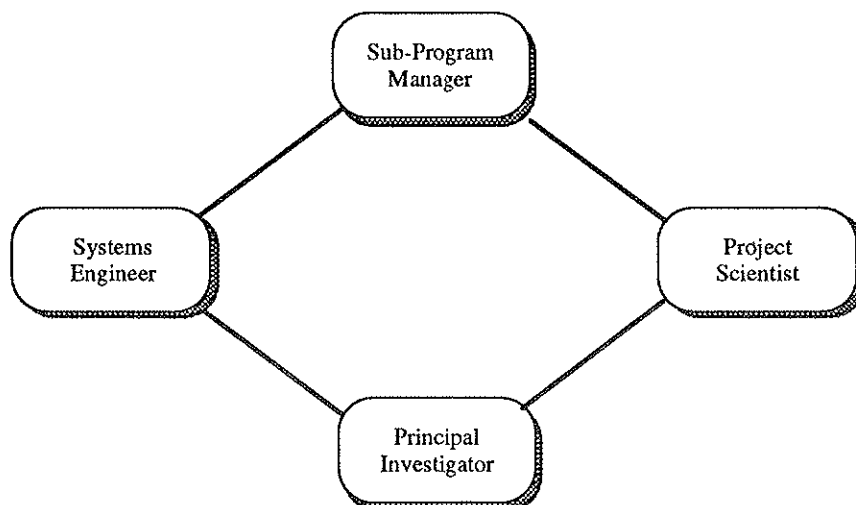 Sub-Program
Manager
Systems
Engineer
Project
Scientist
Principal
Investigator